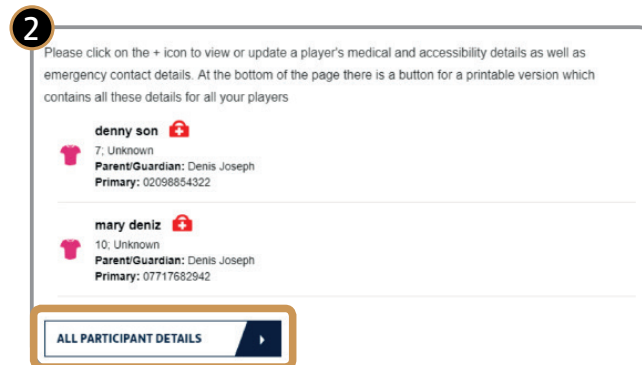 2
Please click on the + icon to view or update a player's medical and accessibility details as well as
emergency contact details. At the bottom of the page there is a button for a printable version which
contains all these details for all your players
denny son
7; Unknown
Parent/Guardian: Denis Joseph
Primary: 02098854322
mary deniz
10; Unknown
Parent/Guardian: Denis Joseph
Primary: 07717682942
ALL PARTICIPANT DETAILS